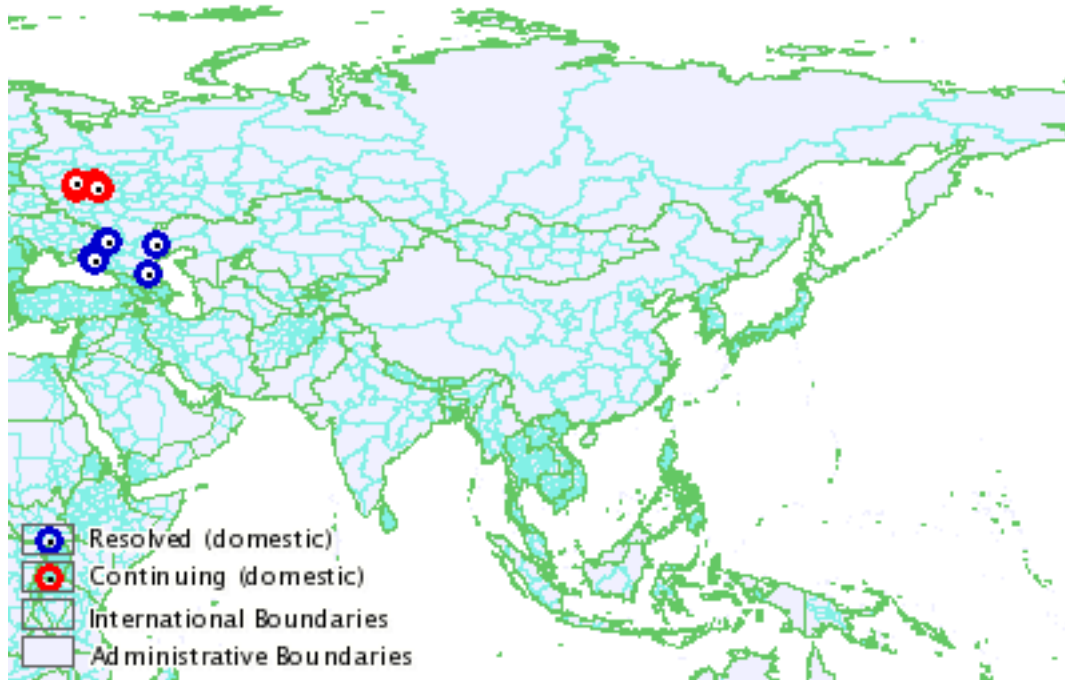 Resolved (domestic)
Continuing (domestic)
International Boundaries
Administrative Boundaries